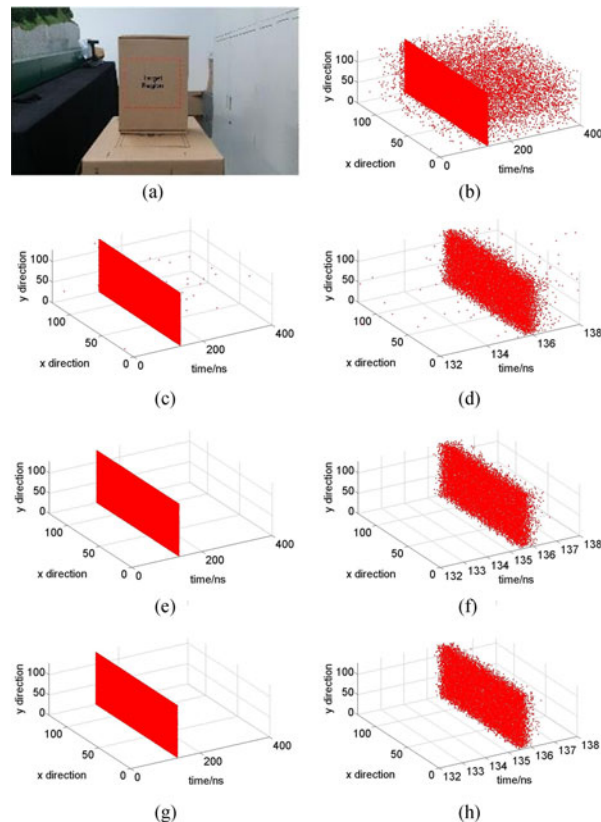 Target
Region
(a)
y direction
100
50
0
100
50
0
x direction
0
200
400
time/ns
(b)
y direction
100
50
0
100
50
0
x direction
0
200
400
time/ns
(c)
y direction
100
50
0
100
50
0
x direction
132
134
136
138
time/ns
(d)
y direction
100
50
0
100
50
0
x direction
0
200
400
time/ns
(e)
y direction
100
50
0
100
50
0
x direction
132
133
134
135
136
137
138
time/ns
(f)
y direction
100
50
0
100
50
0
x direction
0
200
400
time/ns
(g)
y direction
100
50
0
100
50
0
x direction
132
133
134
135
136
137
138
time/ns
(h)